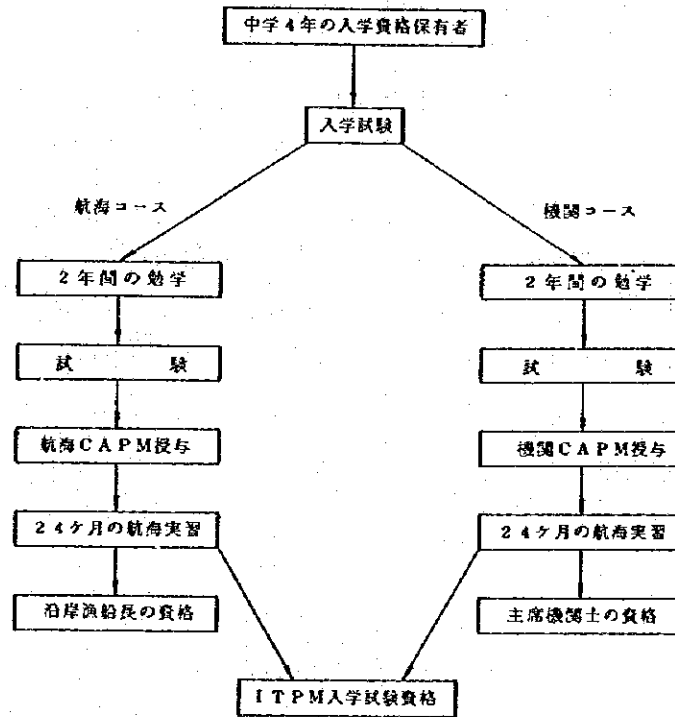 中学4年の入学資格保有者
入学試験
航海コース
機関コース
2年間の勉学
2年間の勉学
試験
試験
航海CAPM授与
機関CAPM授与
24ケ月の航海実習
24ケ月の航海実習
沿岸漁船長の資格
主席機関士の資格
ITPM入学試験資格